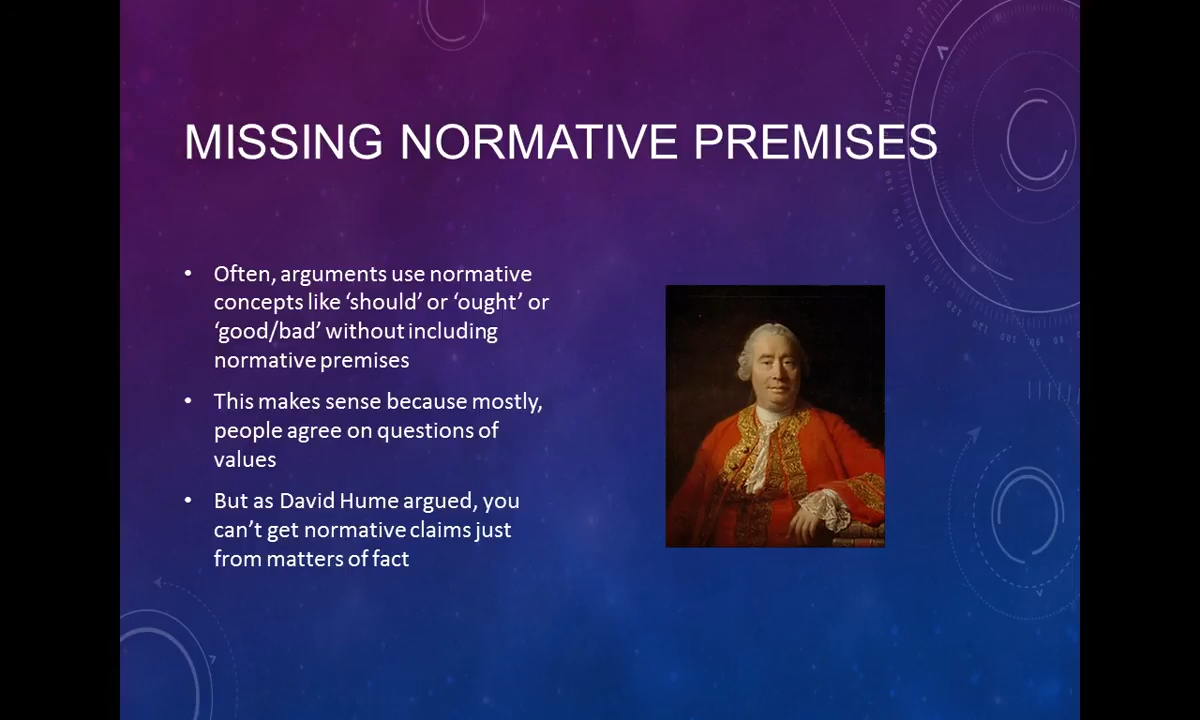 MISSING NORMATIVE PREMISES
• Often, arguments use normative
concepts like ‘should’ or ‘ought’ or
‘good/bad’ without including
normative premises
• This makes sense because mostly,
people agree on questions of
values
• But as David Hume argued, you
can’t get normative claims just
from matters of fact